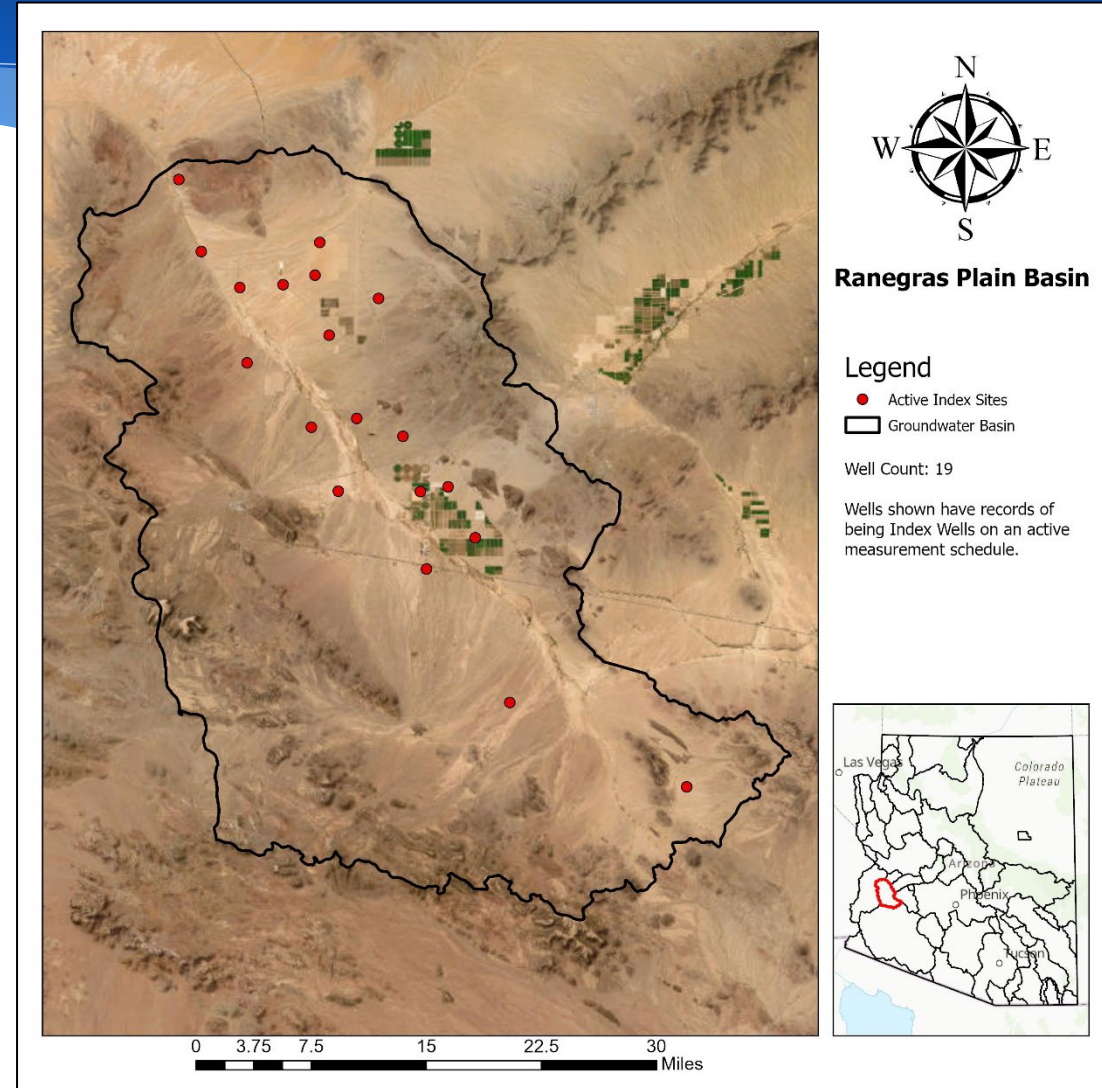 N
W
E
S
Ranegras Plain Basin
Legend
Active Index Sites
Groundwater Basin
Well Count: 19
Wells shown have records of
being Index Wells on an active
measurement schedule.
Las Vegas
Colorado
Plateau
Arizona
Phoenix
Tucson
0 3.75 7.5 15 22.5 30
Miles